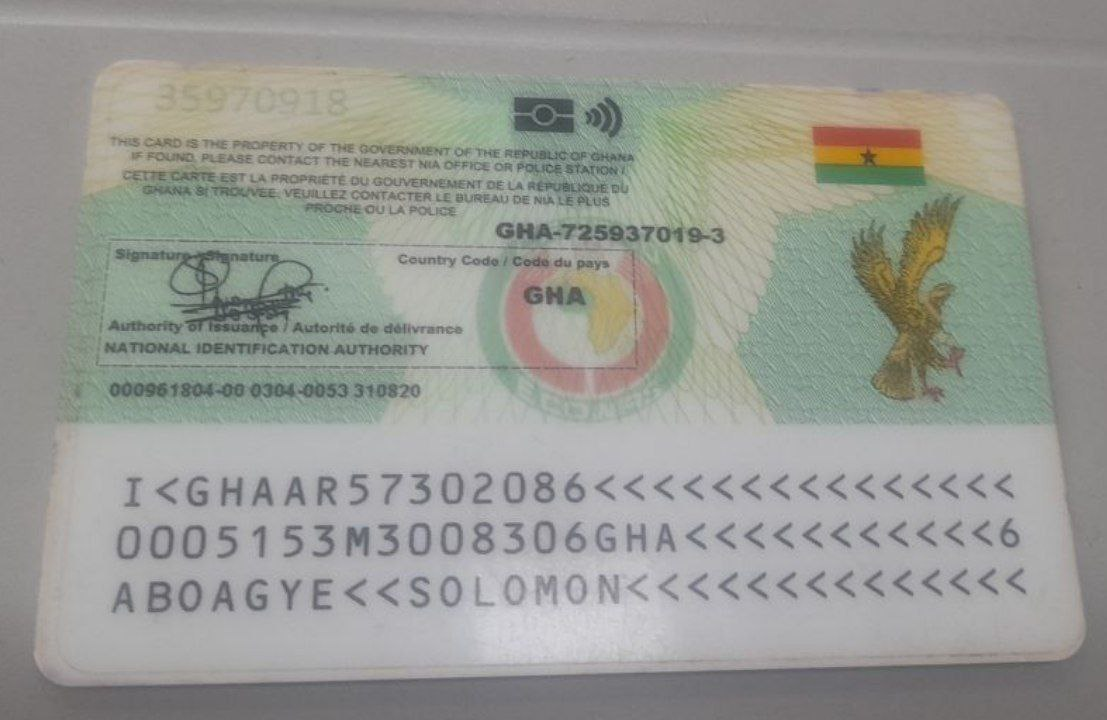 35970918
THIS CARD IS THE PROPERTY OF THE GOVERNMENT OF THE REPUBLIC OF GHANA
IF FOUND, PLEASE CONTACT THE NEAREST NIA OFFICE OR POLICE STATION /
CETTE CARTE EST LA PROPRIÉTÉ DU GOUVERNEMENT DE LA RÉPUBLIQUE DU
GHANA SI TROUVEE, VEUILLEZ CONTACTER LE BUREAU DE NIA LE PLUS
PROCHE OU LA POLICE
GHA-725937019-3
Signature / Signature
Country Code / Code du pays
GHA
Authority of Issuance / Autorité de délivrance
NATIONAL IDENTIFICATION AUTHORITY
000961804-00 0304-0053 310820
I<GHAAR57302086<<<<<<<<<<<<<<<
0005153M3008306GHA<<<<<<<<<<<6
ABOAGYE<<SOLOMON<<<<<<<<<<<<<<